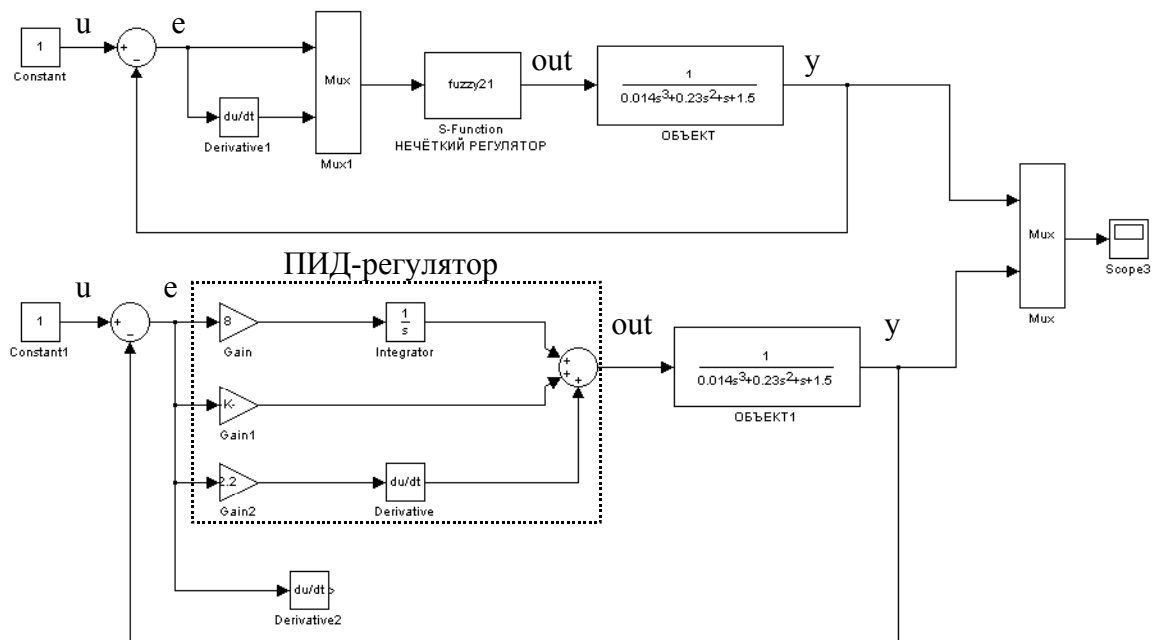 u
e
1
+
−
Constant
du/dt
Derivative1
Mux
Mux1
fuzzy21
S-Function
НЕЧЁТКИЙ РЕГУЛЯТОР
out
1
0.014s³+0.23s²+s+1.5
ОБЪЕКТ
y
Mux
Mux
Scope3
ПИД-регулятор
u
e
1
+
−
Constant1
8
Gain
1
s
Integrator
K-
Gain1
2.2
Gain2
du/dt
Derivative
+
+
+
out
1
0.014s³+0.23s²+s+1.5
ОБЪЕКТ1
y
du/dt
Derivative2